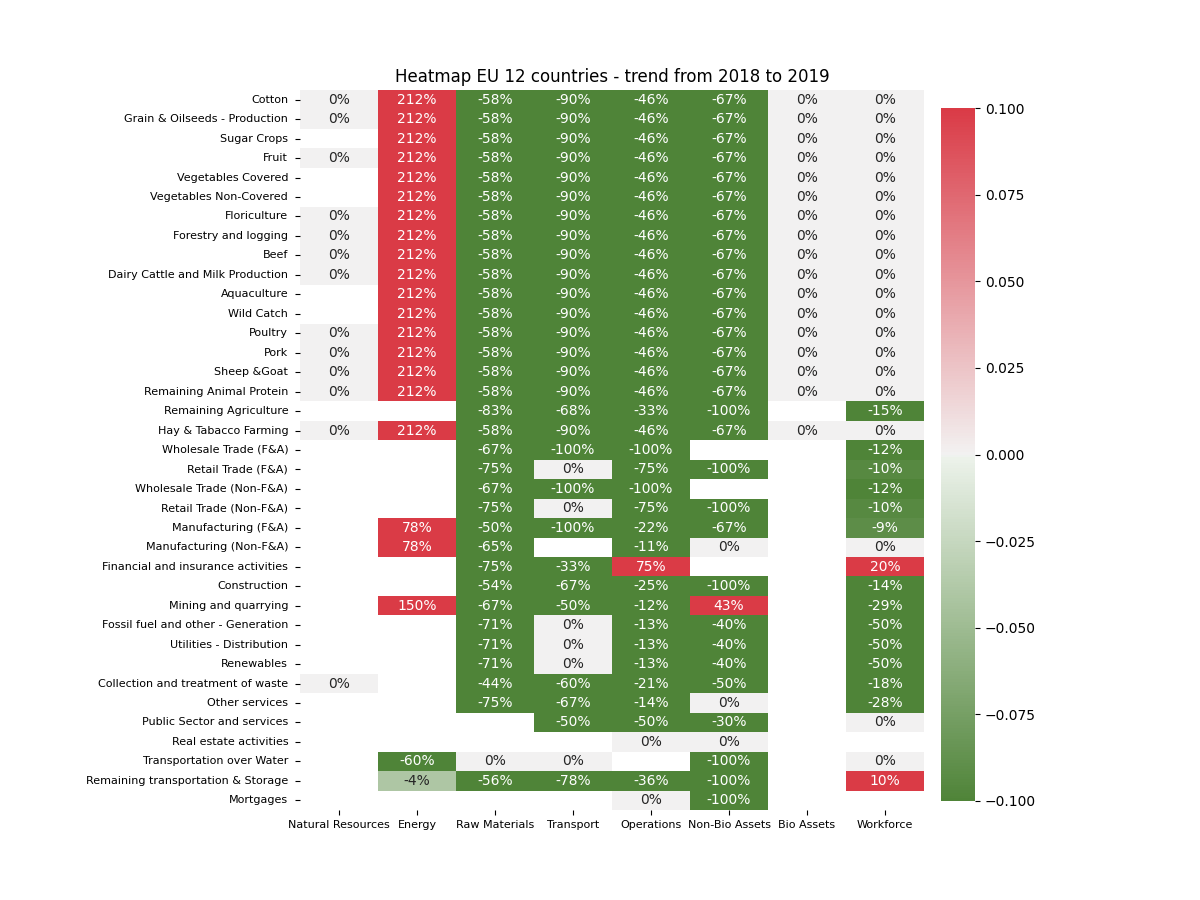 Heatmap EU 12 countries - trend from 2018 to 2019
Cotton 0% 212% -58% -90% -46% -67% 0% 0%
Grain & Oilseeds - Production 0% 212% -58% -90% -46% -67% 0% 0%
Sugar Crops 212% -58% -90% -46% -67% 0% 0%
Fruit 0% 212% -58% -90% -46% -67% 0% 0%
Vegetables Covered 212% -58% -90% -46% -67% 0% 0%
Vegetables Non-Covered 212% -58% -90% -46% -67% 0% 0%
Floriculture 0% 212% -58% -90% -46% -67% 0% 0%
Forestry and logging 0% 212% -58% -90% -46% -67% 0% 0%
Beef 0% 212% -58% -90% -46% -67% 0% 0%
Dairy Cattle and Milk Production 0% 212% -58% -90% -46% -67% 0% 0%
Aquaculture 212% -58% -90% -46% -67% 0% 0%
Wild Catch 212% -58% -90% -46% -67% 0% 0%
Poultry 0% 212% -58% -90% -46% -67% 0% 0%
Pork 0% 212% -58% -90% -46% -67% 0% 0%
Sheep &Goat 0% 212% -58% -90% -46% -67% 0% 0%
Remaining Animal Protein 0% 212% -58% -90% -46% -67% 0% 0%
Remaining Agriculture -83% -68% -33% -100% -15%
Hay & Tabacco Farming 0% 212% -58% -90% -46% -67% 0% 0%
Wholesale Trade (F&A) -67% -100% -100% -12%
Retail Trade (F&A) -75% 0% -75% -100% -10%
Wholesale Trade (Non-F&A) -67% -100% -100% -12%
Retail Trade (Non-F&A) -75% 0% -75% -100% -10%
Manufacturing (F&A) 78% -50% -100% -22% -67% -9%
Manufacturing (Non-F&A) 78% -65% -11% 0% 0%
Financial and insurance activities -75% -33% 75% 20%
Construction -54% -67% -25% -100% -14%
Mining and quarrying 150% -67% -50% -12% 43% -29%
Fossil fuel and other - Generation -71% 0% -13% -40% -50%
Utilities - Distribution -71% 0% -13% -40% -50%
Renewables -71% 0% -13% -40% -50%
Collection and treatment of waste 0% -44% -60% -21% -50% -18%
Other services -75% -67% -14% 0% -28%
Public Sector and services -50% -50% -30% 0%
Real estate activities 0% 0%
Transportation over Water -60% 0% 0% -100% 0%
Remaining transportation & Storage -4% -56% -78% -36% -100% 10%
Mortgages 0% -100%
Natural Resources Energy Raw Materials Transport Operations Non-Bio Assets Bio Assets Workforce
0.100
0.075
0.050
0.025
0.000
−0.025
−0.050
−0.075
−0.100